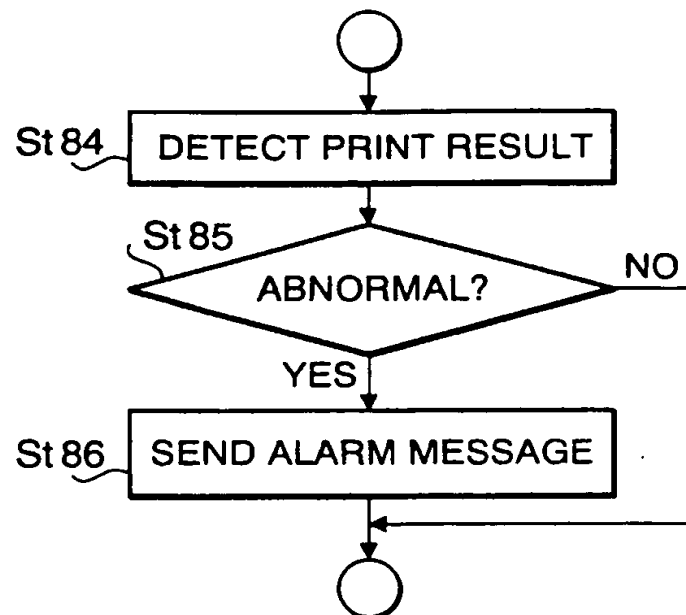 St 84
DETECT PRINT RESULT
St 85
ABNORMAL?
NO
YES
St 86
SEND ALARM MESSAGE